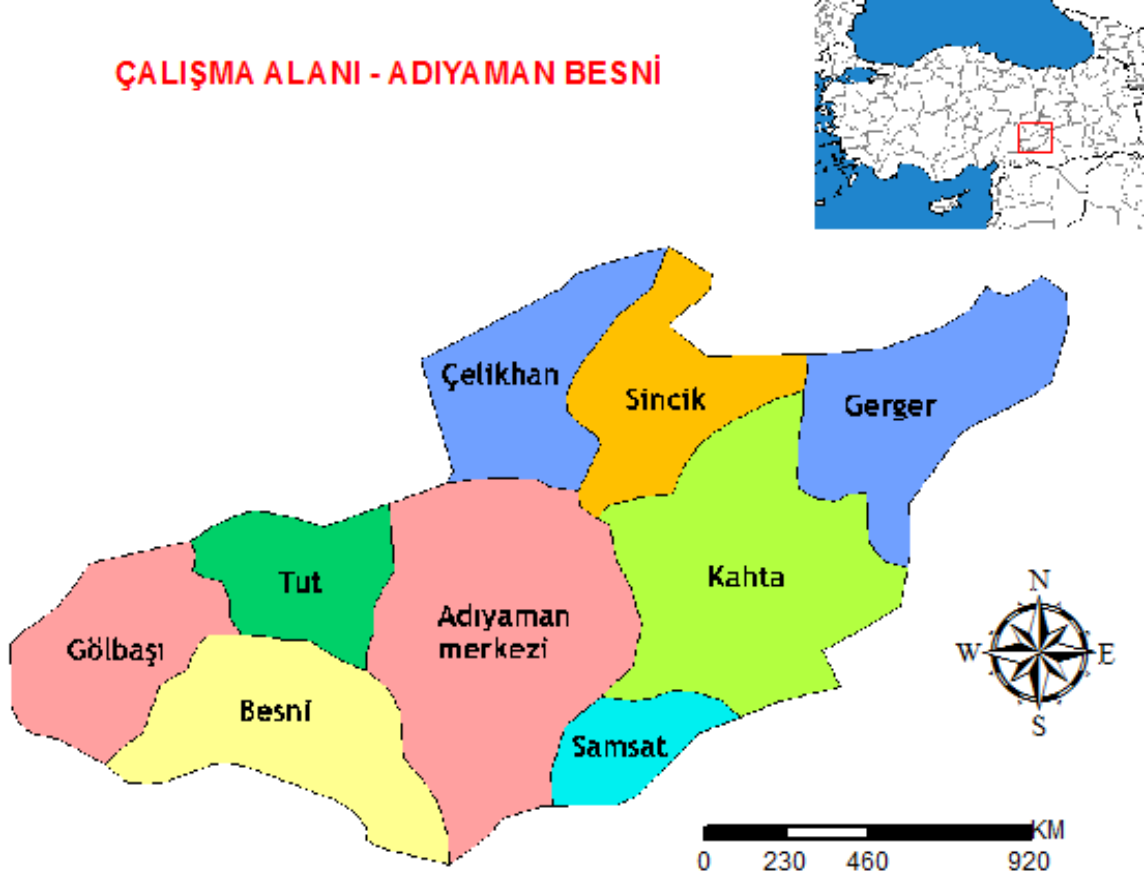 ÇALIŞMA ALANI - ADIYAMAN BESNİ
Çelikhan
Sincik
Gerger
Tut
Kahta
Adıyaman
merkezi
Gölbaşı
Besni
Samsat
N
W
E
S
KM
0 230 460 920